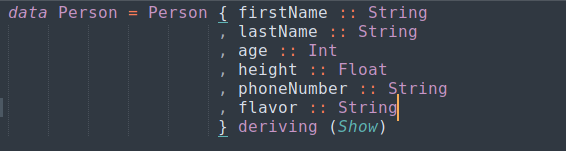 data Person = Person { firstName :: String
, lastName :: String
, age :: Int
, height :: Float
, phoneNumber :: String
, flavor :: String
} deriving (Show)